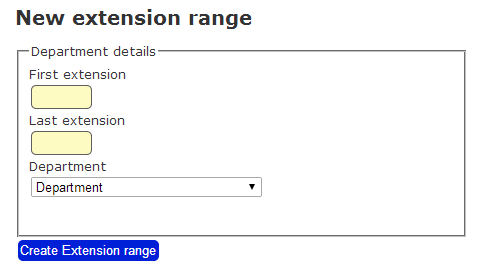 New extension range
Department details
First extension
Last extension
Department
Department
Create Extension range